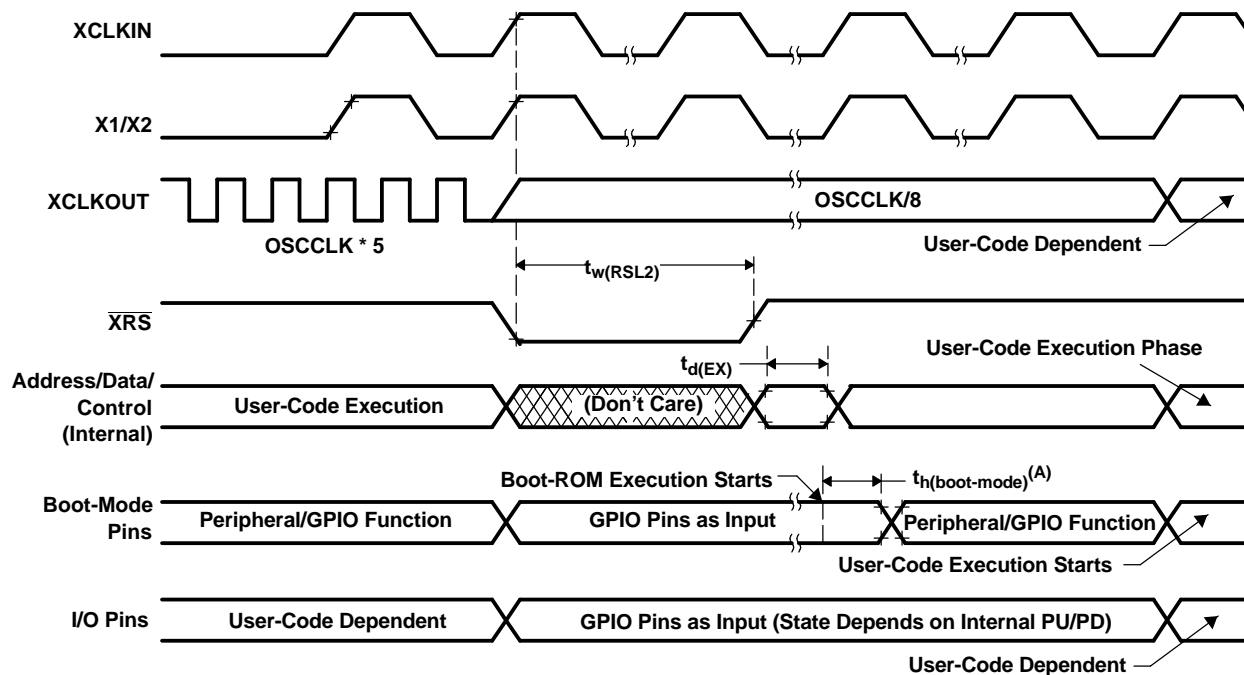 XCLKIN
X1/X2
XCLKOUT
OSCCLK/8
OSCCLK * 5
User-Code Dependent
tw(RSL2)
XRS
User-Code Execution Phase
td(EX)
Address/Data/
Control
(Internal)
User-Code Execution
(Don't Care)
Boot-ROM Execution Starts
th(boot-mode)(A)
Boot-Mode
Pins
Peripheral/GPIO Function
GPIO Pins as Input
Peripheral/GPIO Function
User-Code Execution Starts
I/O Pins
User-Code Dependent
GPIO Pins as Input (State Depends on Internal PU/PD)
User-Code Dependent